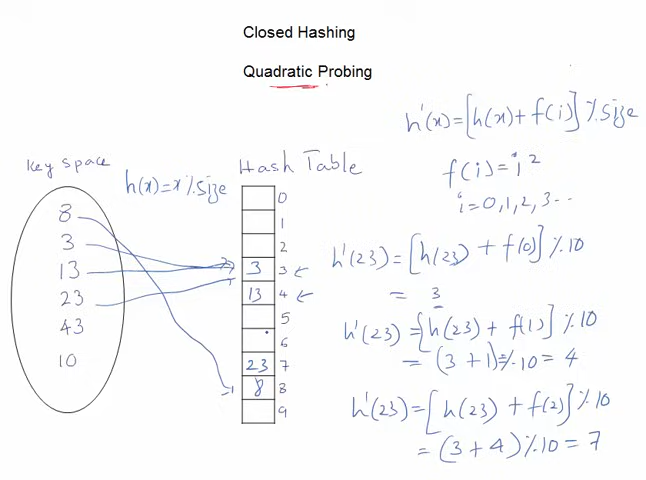 Closed Hashing
Quadratic Probing
h'(x)=[h(x)+f(i)] % size
f(i)=i²
i=0,1,2,3--
Key space
h(x)=x % size
Hash Table
8
3
13
23
43
10
0
1
2
3 3
13 4
5
6
23 7
8 8
9
h'(23)=[h(23)+f(0)] %10
= 3
h'(23)=[h(23)+f(1)] %10
=(3+1)%10=4
h'(23)=[h(23)+f(2)] %10
=(3+4)%10=7